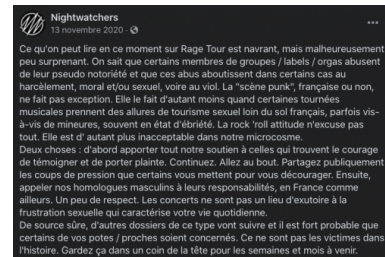 Nightwatchers
13 novembre 2020 ·
Ce qu'on peut lire en ce moment sur Rage Tour est navrant, mais malheureusement
peu surprenant. On sait que certains membres de groupes / labels / orgas abusent
de leur pseudo notoriété et que ces abus aboutissent dans certains cas au
harcèlement, moral et/ou sexuel, voire au viol. La "scène punk", française ou non,
ne fait pas exception. Elle le fait d'autant moins quand certaines tournées
musicales prennent des allures de tourisme sexuel loin du sol français, parfois vis-
à-vis de mineures, souvent en état d'ébriété. La rock 'roll attitude n'excuse pas
tout. Elle est d' autant plus inacceptable dans notre microcosme.
Deux choses : d'abord apporter tout notre soutien à celles qui trouvent le courage
de témoigner et de porter plainte. Continuez. Allez au bout. Partagez publiquement
les coups de pression que certains vous mettent pour vous décourager. Ensuite,
appeler nos homologues masculins à leurs responsabilités, en France comme
ailleurs. Un peu de respect. Les concerts ne sont pas un lieu d'exutoire à la
frustration sexuelle qui caractérise votre vie quotidienne.
De source sûre, d'autres dossiers de ce type vont suivre et il est fort probable que
certains de vos potes / proches soient concernés. Ce ne sont pas les victimes dans
l'histoire. Gardez ça dans un coin de la tête pour les semaines et mois à venir.